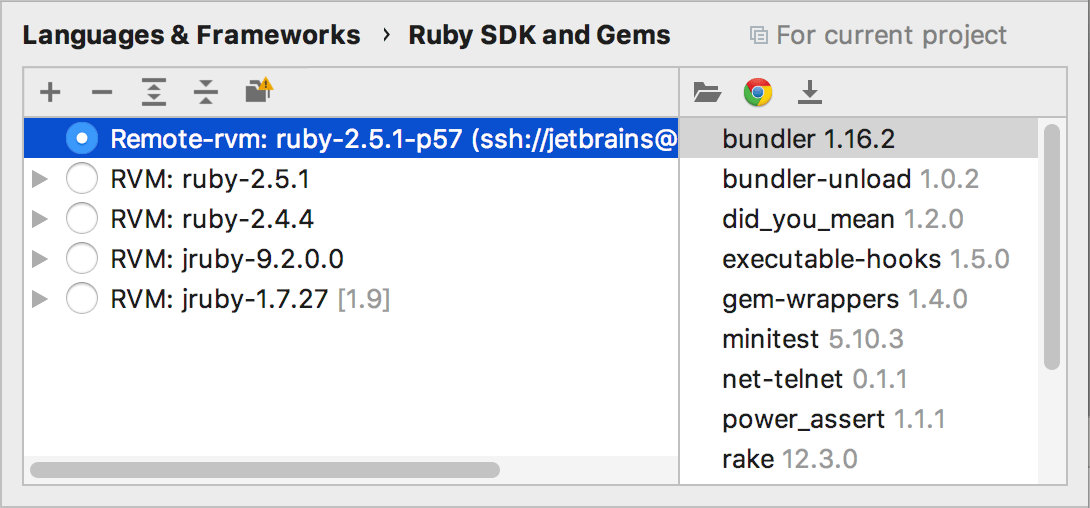 Languages & Frameworks › Ruby SDK and Gems For current project
Remote-rvm: ruby-2.5.1-p57 (ssh://jetbrains@
RVM: ruby-2.5.1
RVM: ruby-2.4.4
RVM: jruby-9.2.0.0
RVM: jruby-1.7.27 [1.9]
bundler 1.16.2
bundler-unload 1.0.2
did_you_mean 1.2.0
executable-hooks 1.5.0
gem-wrappers 1.4.0
minitest 5.10.3
net-telnet 0.1.1
power_assert 1.1.1
rake 12.3.0